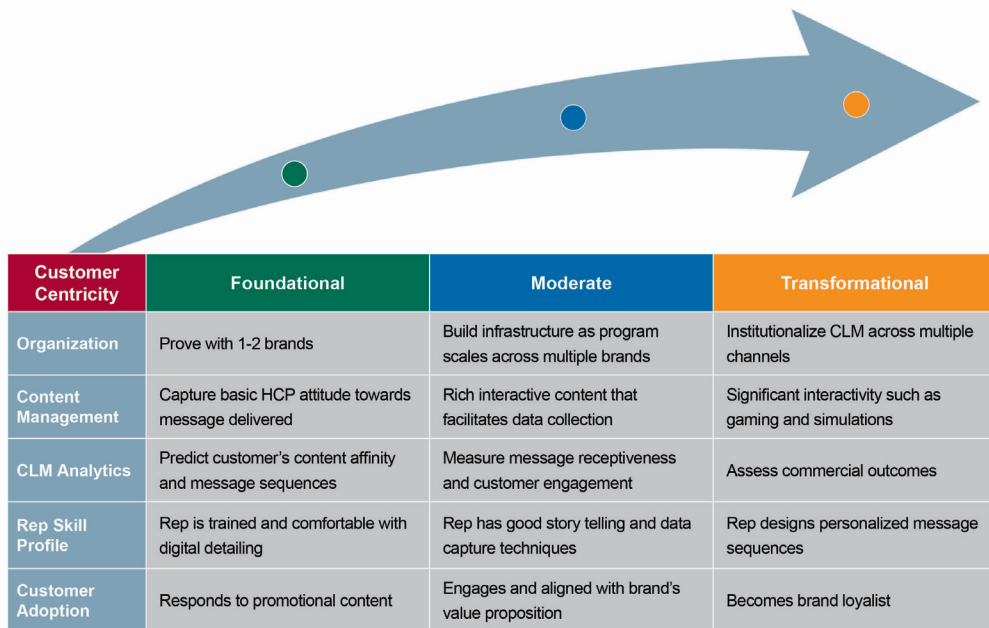 Customer
Centricity
Foundational
Moderate
Transformational
Organization
Prove with 1-2 brands
Build infrastructure as program
scales across multiple brands
Institutionalize CLM across multiple
channels
Content
Management
Capture basic HCP attitude towards
message delivered
Rich interactive content that
facilitates data collection
Significant interactivity such as
gaming and simulations
CLM Analytics
Predict customer’s content affinity
and message sequences
Measure message receptiveness
and customer engagement
Assess commercial outcomes
Rep Skill
Profile
Rep is trained and comfortable with
digital detailing
Rep has good story telling and data
capture techniques
Rep designs personalized message
sequences
Customer
Adoption
Responds to promotional content
Engages and aligned with brand’s
value proposition
Becomes brand loyalist